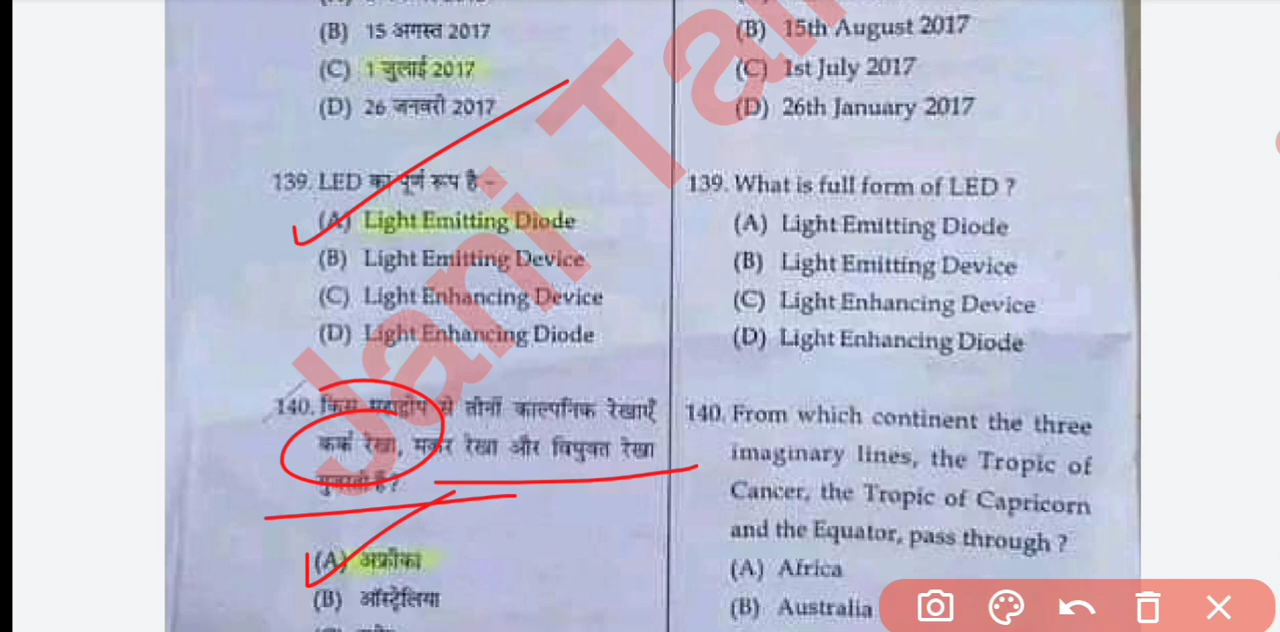 (B) 15 अगस्त 2017
(C) 1 जुलाई 2017
(D) 26 जनवरी 2017
139. LED का पूर्ण रूप है -
(A) Light Emitting Diode
(B) Light Emitting Device
(C) Light Enhancing Device
(D) Light Enhancing Diode
140. किस महाद्वीप से तीनों काल्पनिक रेखाएँ
कर्क रेखा, मकर रेखा और विषुवत रेखा
गुजरती है ?
(A) अफ्रीका
(B) ऑस्ट्रेलिया
(B) 15th August 2017
(C) 1st July 2017
(D) 26th January 2017
139. What is full form of LED ?
(A) Light Emitting Diode
(B) Light Emitting Device
(C) Light Enhancing Device
(D) Light Enhancing Diode
140. From which continent the three
imaginary lines, the Tropic of
Cancer, the Tropic of Capricorn
and the Equator, pass through ?
(A) Africa
(B) Australia
Jani